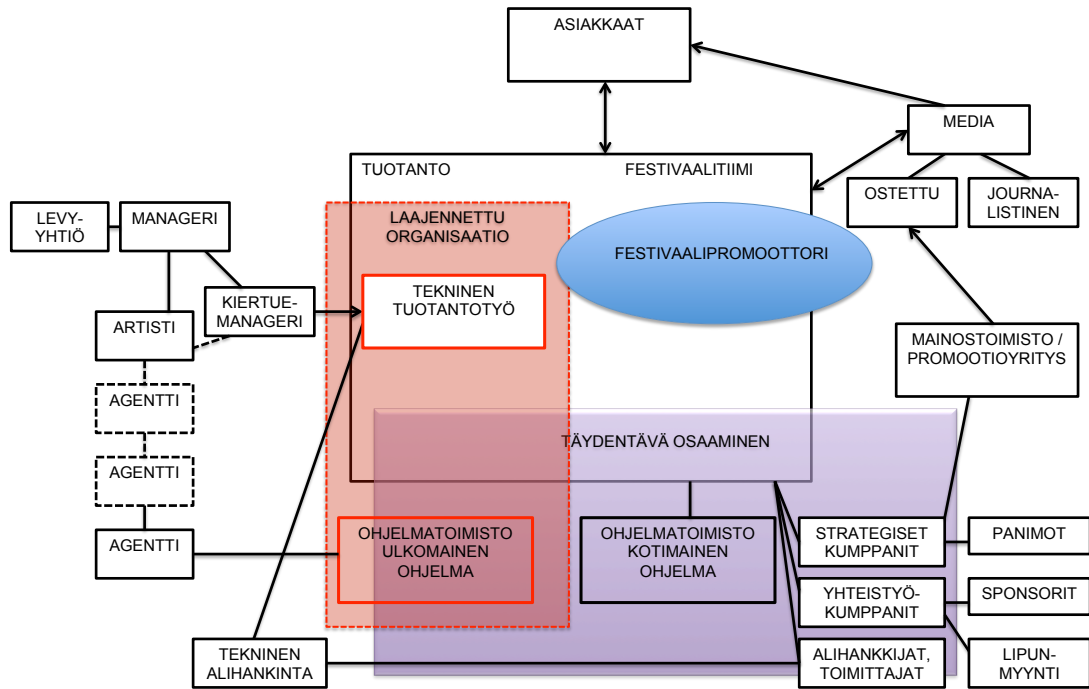 ASIAKKAAT
MEDIA
OSTETTU
JOURNA-
LISTINEN
TUOTANTO
FESTIVAALITIIMI
LAAJENNETTU
ORGANISAATIO
FESTIVAALIPROMOOTTORI
LEVY-
YHTIÖ
MANAGERI
KIERTUE-
MANAGERI
TEKNINEN
TUOTANTOTYÖ
ARTISTI
MAINOSTOIMISTO /
PROMOOTIOYRITYS
AGENTTI
AGENTTI
AGENTTI
TÄYDENTÄVÄ OSAAMINEN
OHJELMATOIMISTO
ULKOMAINEN
OHJELMA
OHJELMATOIMISTO
KOTIMAINEN
OHJELMA
STRATEGISET
KUMPPANIT
PANIMOT
YHTEISTYÖ-
KUMPPANIT
SPONSORIT
TEKNINEN
ALIHANKINTA
ALIHANKKIJAT,
TOIMITTAJAT
LIPUN-
MYYNTI